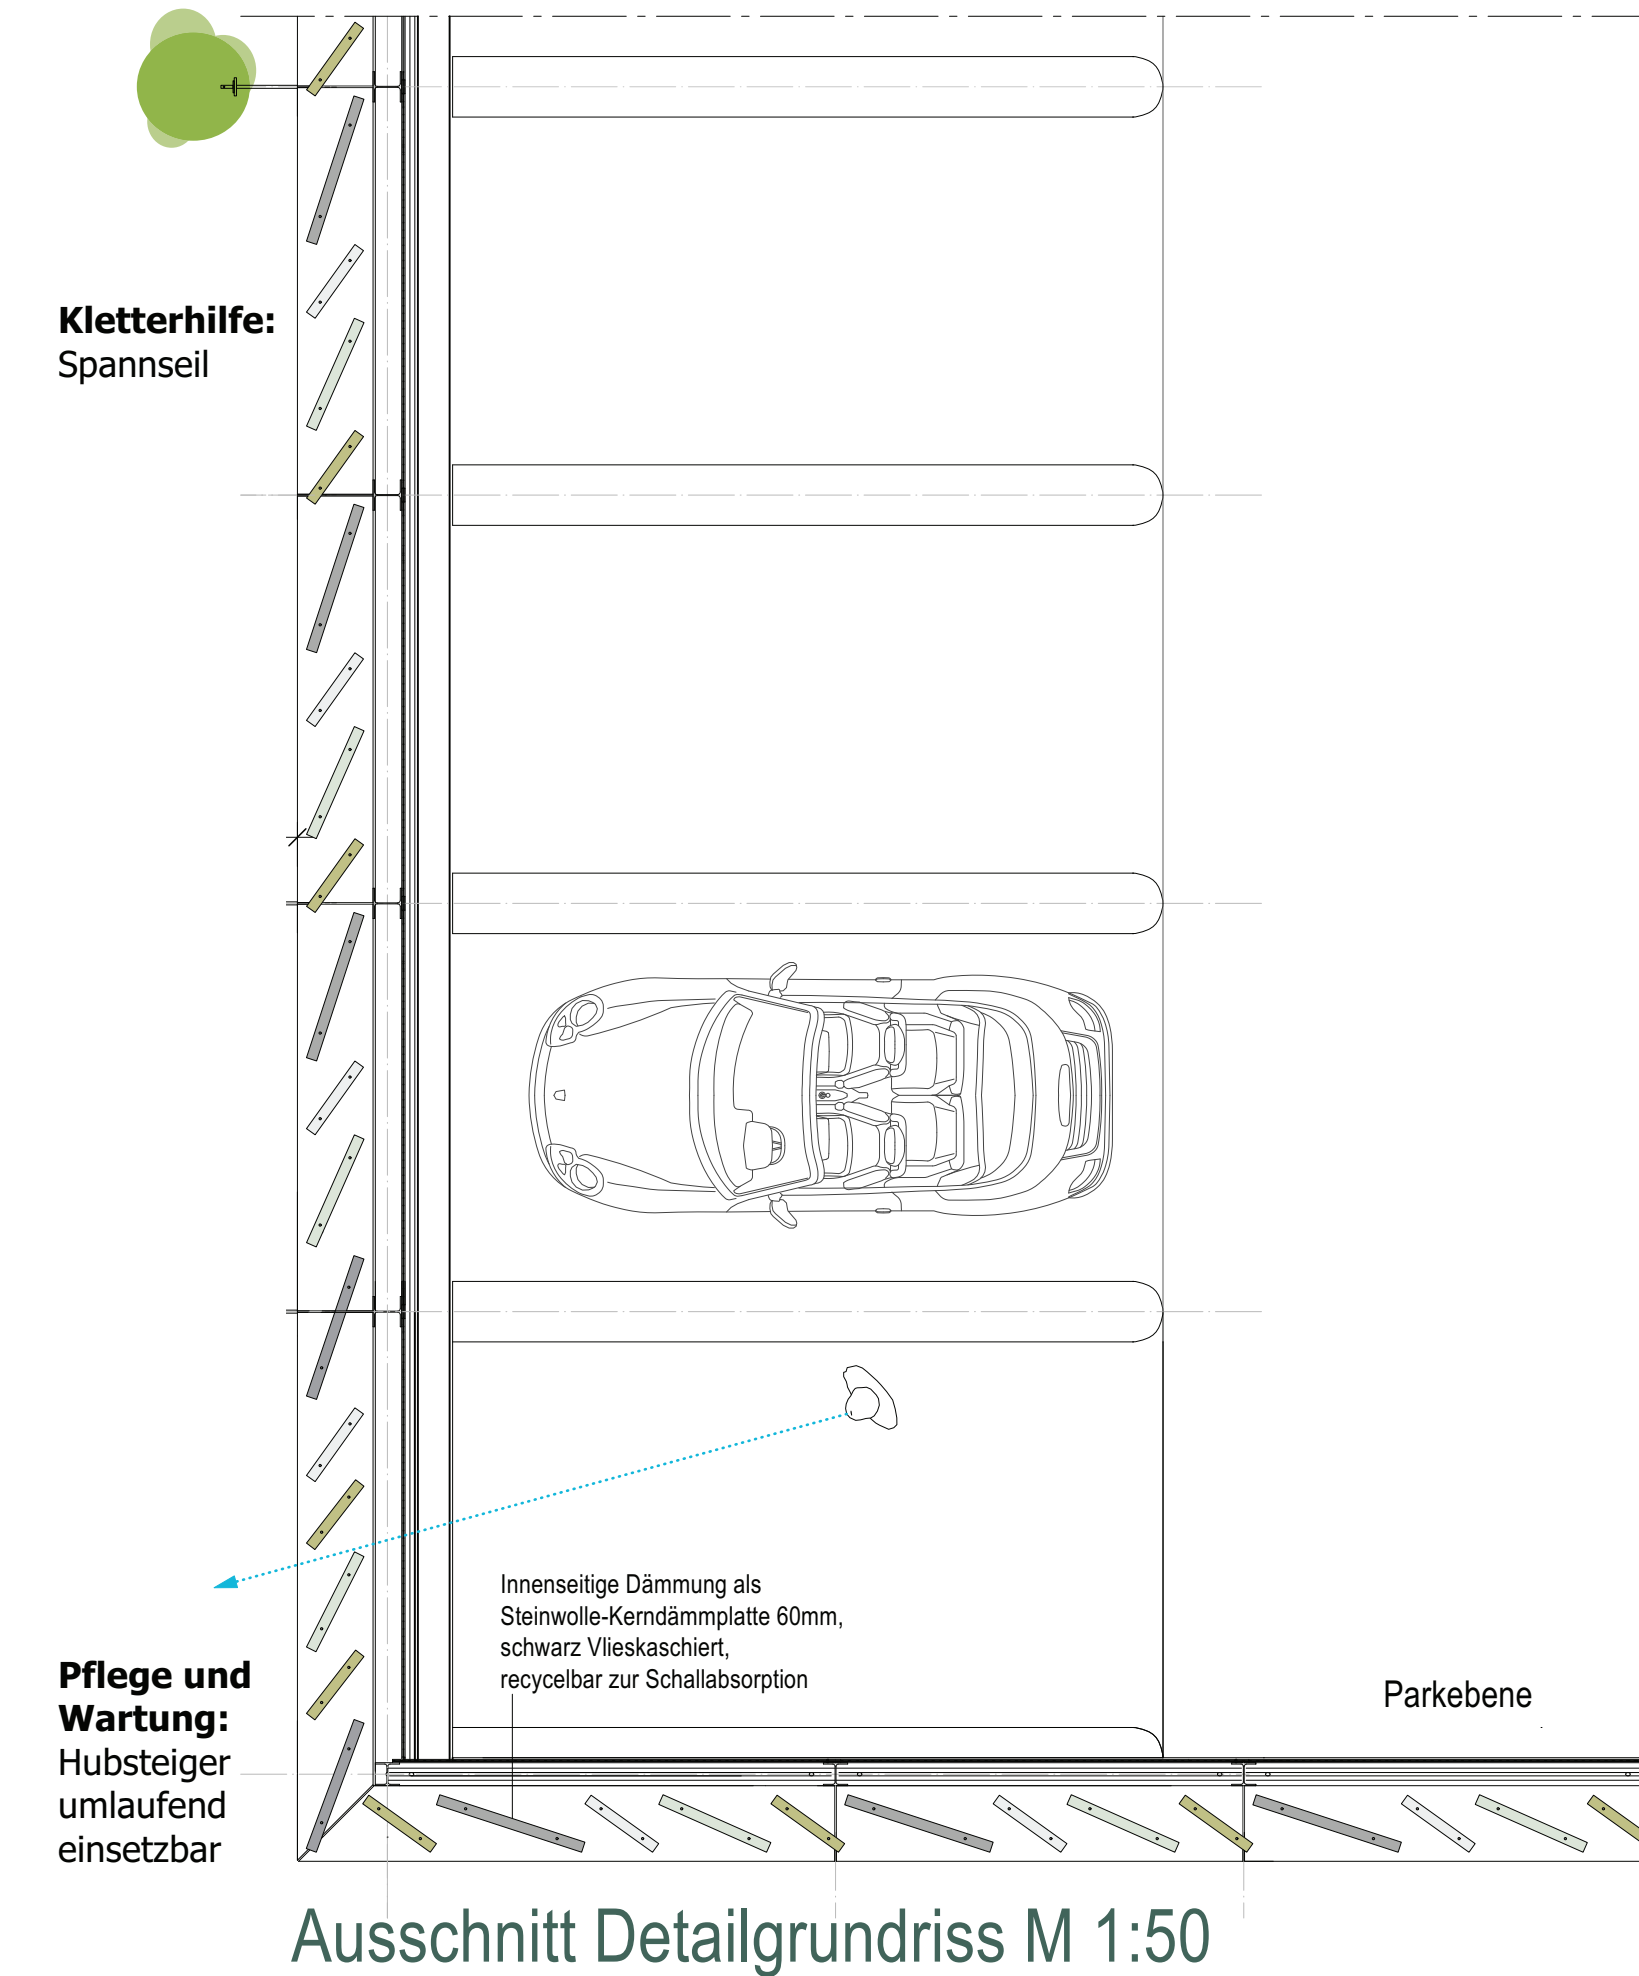 Kletterhilfe:
Spannseil
Innenseitige Dämmung als
Steinwolle-Kerndämmplatte 60mm,
schwarz Vlieskaschiert,
recycelbar zur Schallabsorption
Pflege und
Wartung:
Hubsteiger
umlaufend
einsetzbar
Parkebene
Ausschnitt Detailgrundriss M 1:50